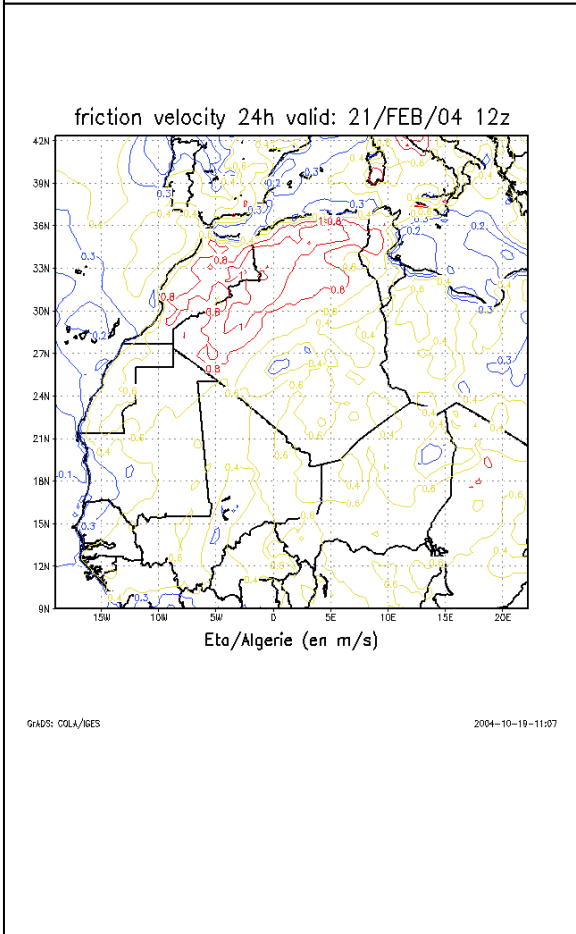 friction velocity 24h valid: 21/FEB/04 12z
42N
39N
36N
33N
30N
27N
24N
21N
18N
15N
12N
9N
15W 10W 5W 0 5E 10E 15E 20E
Eta/Algerie (en m/s)
GrADS: COLA/IGES 2004-10-19-11:07